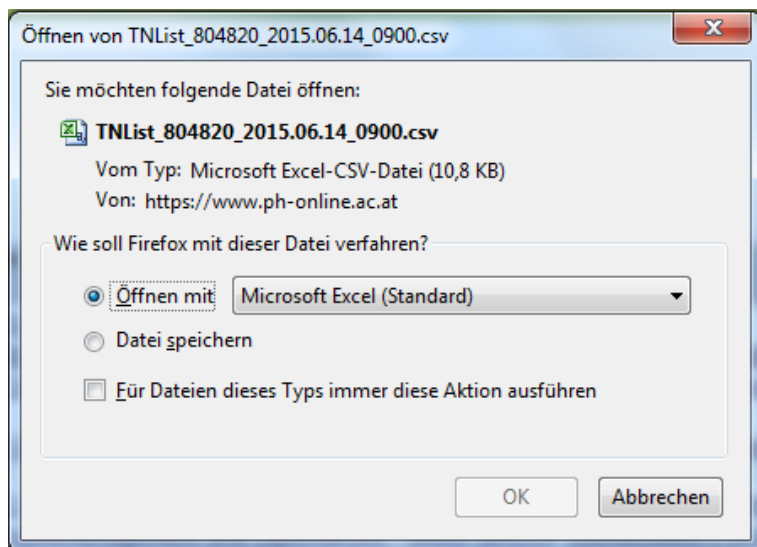 Öffnen von TNList_804820_2015.06.14_0900.csv
Sie möchten folgende Datei öffnen:
TNList_804820_2015.06.14_0900.csv
Vom Typ: Microsoft Excel-CSV-Datei (10,8 KB)
Von: https://www.ph-online.ac.at
Wie soll Firefox mit dieser Datei verfahren?
Öffnen mit Microsoft Excel (Standard)
Datei speichern
Für Dateien dieses Typs immer diese Aktion ausführen
OK Abbrechen